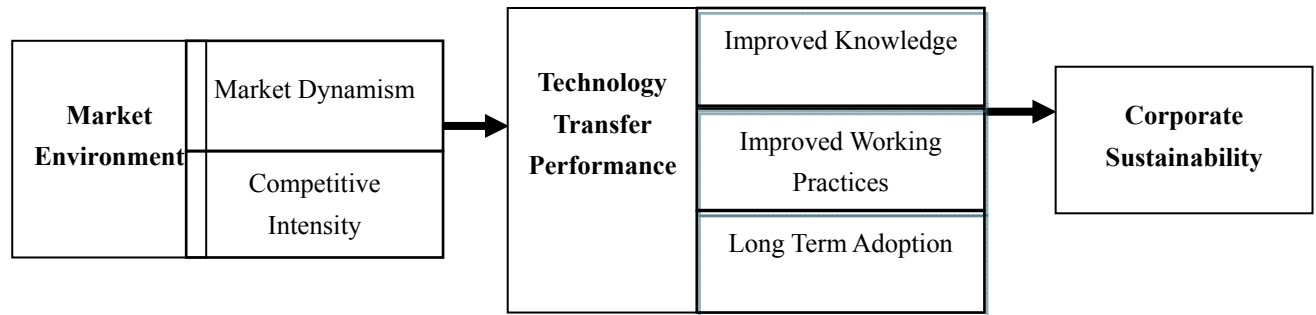 Market
Environment
Market Dynamism
Competitive
Intensity
Technology
Transfer
Performance
Improved Knowledge
Improved Working
Practices
Long Term Adoption
Corporate
Sustainability